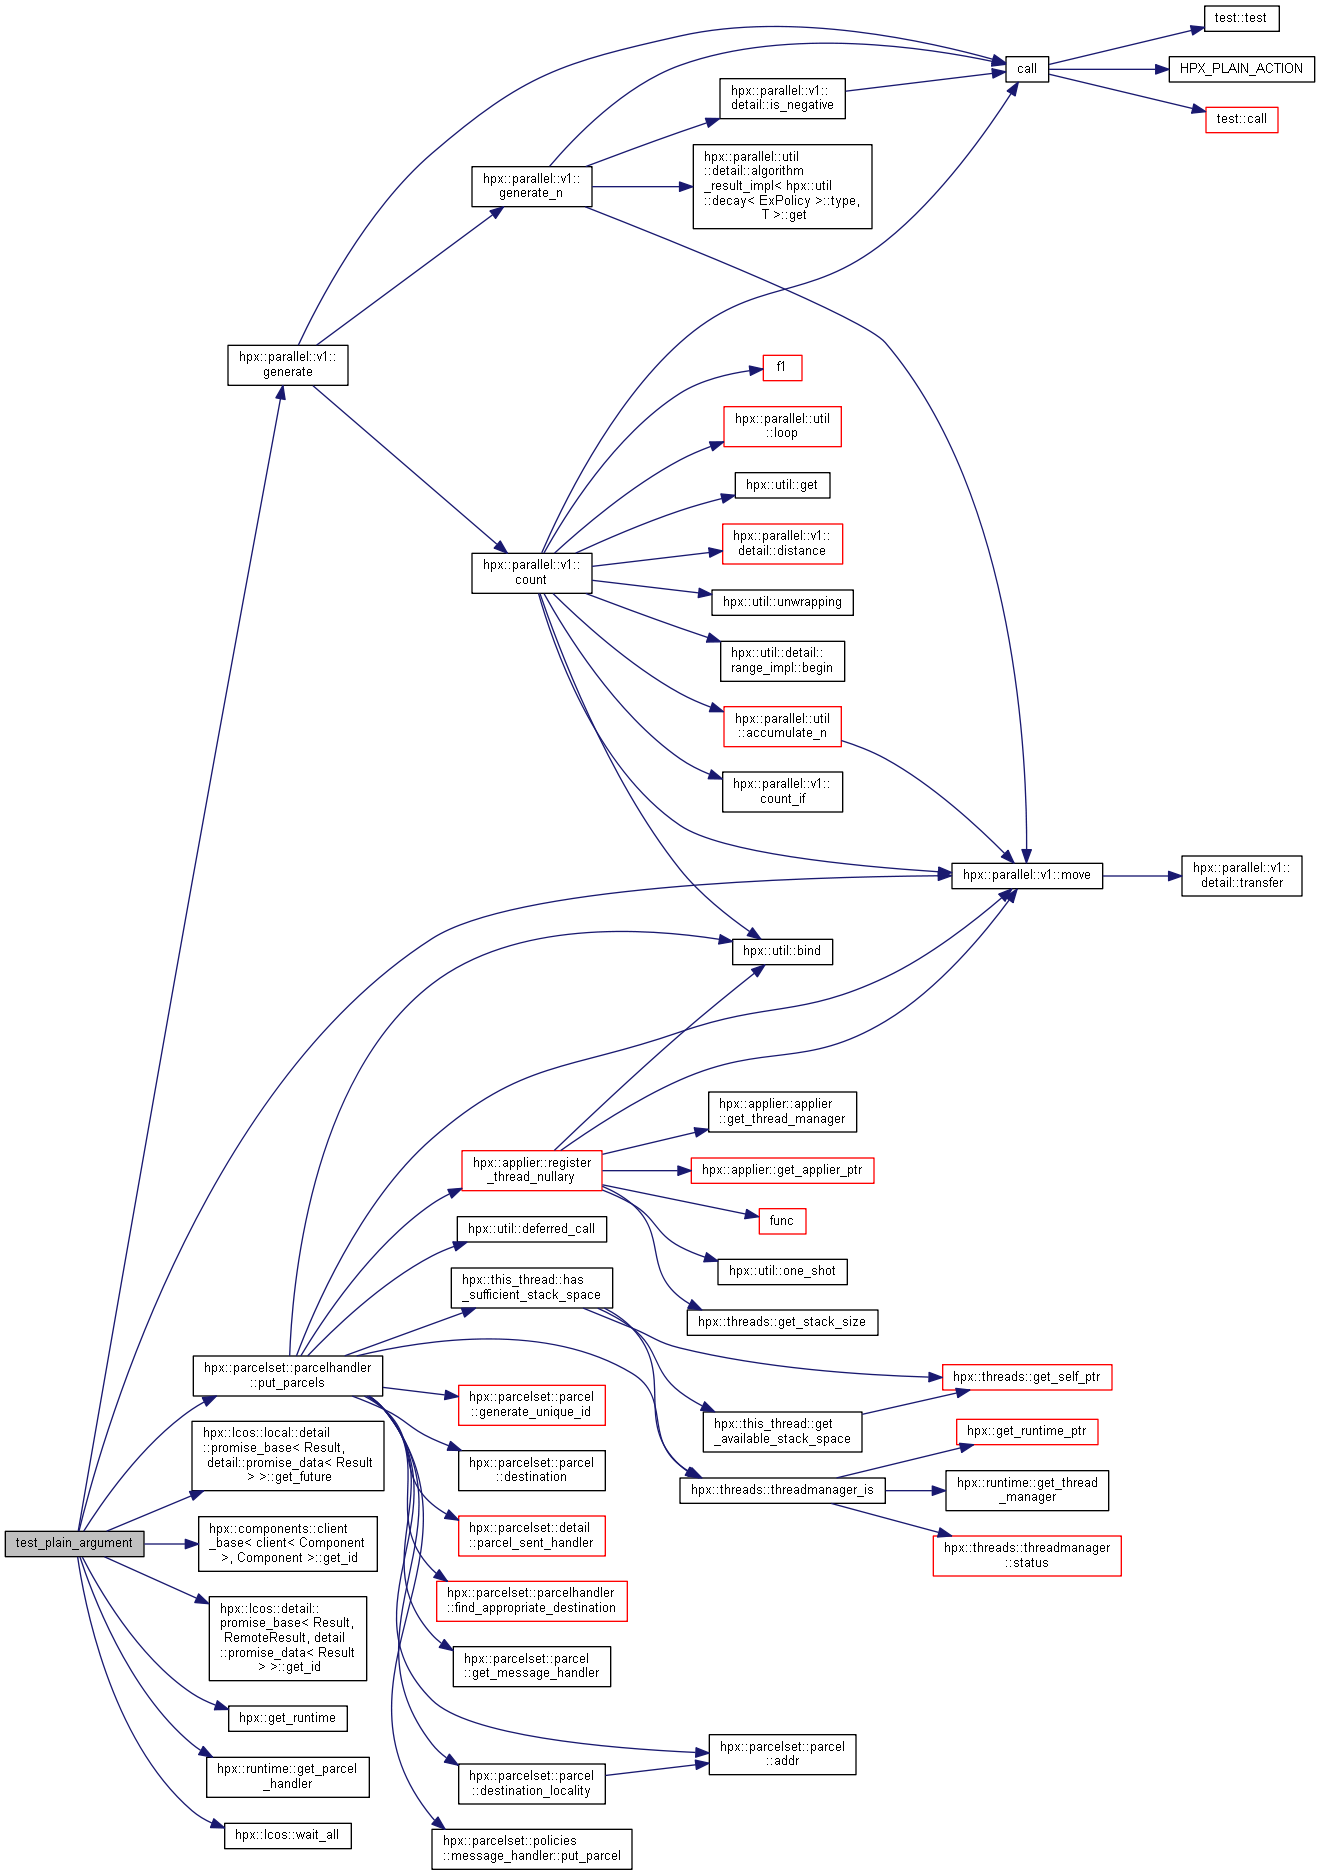 test::test
call
HPX_PLAIN_ACTION
hpx::parallel::v1::
detail::is_negative
test::call
hpx::parallel::util
::detail::algorithm
_result_impl< hpx::util
::decay< ExPolicy >::type,
T >::get
hpx::parallel::v1::
generate_n
hpx::parallel::v1::
generate
f1
hpx::parallel::util
::loop
hpx::util::get
hpx::parallel::v1::
detail::distance
hpx::parallel::v1::
count
hpx::util::unwrapping
hpx::util::detail::
range_impl::begin
hpx::parallel::util
::accumulate_n
hpx::parallel::v1::
count_if
hpx::parallel::v1::move
hpx::parallel::v1::
detail::transfer
hpx::util::bind
hpx::applier::applier
::get_thread_manager
hpx::applier::register
_thread_nullary
hpx::applier::get_applier_ptr
func
hpx::util::deferred_call
hpx::util::one_shot
hpx::this_thread::has
_sufficient_stack_space
hpx::threads::get_stack_size
hpx::parcelset::parcelhandler
::put_parcels
hpx::threads::get_self_ptr
hpx::parcelset::parcel
::generate_unique_id
hpx::this_thread::get
_available_stack_space
hpx::get_runtime_ptr
hpx::lcos::local::detail
::promise_base< Result,
detail::promise_data< Result
> >::get_future
hpx::parcelset::parcel
::destination
hpx::threads::threadmanager_is
hpx::runtime::get_thread
_manager
test_plain_argument
hpx::components::client
_base< client< Component
>, Component >::get_id
hpx::parcelset::detail
::parcel_sent_handler
hpx::threads::threadmanager
::status
hpx::parcelset::parcelhandler
::find_appropriate_destination
hpx::lcos::detail::
promise_base< Result,
RemoteResult, detail
::promise_data< Result
> >::get_id
hpx::parcelset::parcel
::get_message_handler
hpx::get_runtime
hpx::parcelset::parcel
::addr
hpx::runtime::get_parcel
_handler
hpx::parcelset::parcel
::destination_locality
hpx::lcos::wait_all
hpx::parcelset::policies
::message_handler::put_parcel